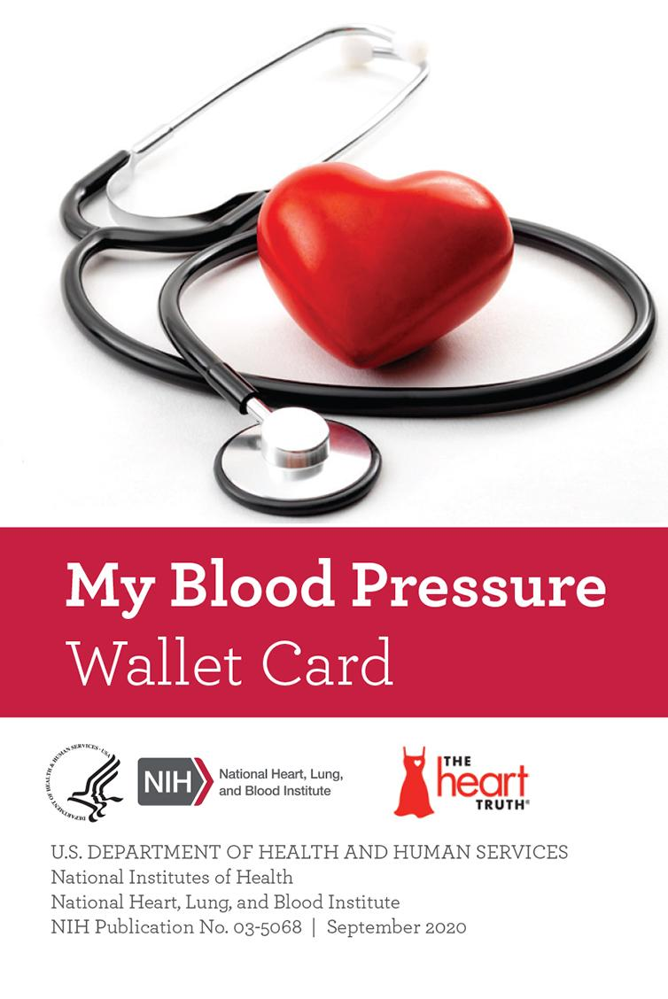 My Blood Pressure
Wallet Card
DEPARTMENT OF HEALTH & HUMAN SERVICES · USA
NIH
National Heart, Lung,
and Blood Institute
THE
heart
TRUTH®
U.S. DEPARTMENT OF HEALTH AND HUMAN SERVICES
National Institutes of Health
National Heart, Lung, and Blood Institute
NIH Publication No. 03-5068 | September 2020